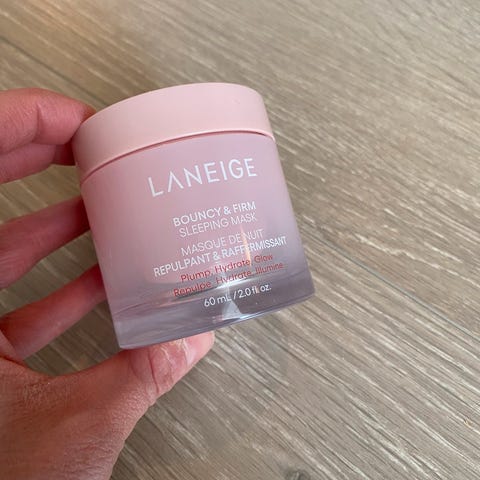 LANEIGE
BOUNCY & FIRM
SLEEPING MASK
MASQUE DE NUIT
REPULPANT & RAFFERMISSANT
Plump, Hydrate, Glow
Repulpe, Hydrate, Illumine
60 mL / 2.0 fl. oz.